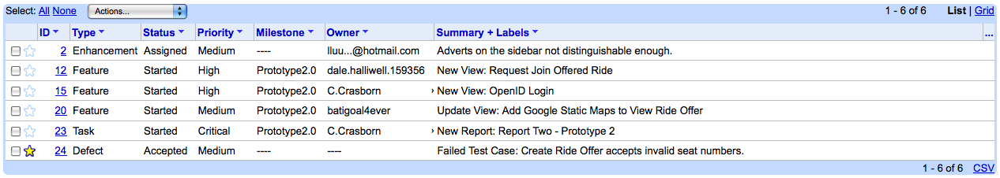 Select: All None Actions... 1 - 6 of 6 List | Grid
ID Type Status Priority Milestone Owner Summary + Labels ...
2 Enhancement Assigned Medium ---- lluu...@hotmail.com Adverts on the sidebar not distinguishable enough.
12 Feature Started High Prototype2.0 dale.halliwell.159356 New View: Request Join Offered Ride
15 Feature Started High Prototype2.0 C.Crasborn › New View: OpenID Login
20 Feature Started Medium Prototype2.0 batigoal4ever Update View: Add Google Static Maps to View Ride Offer
23 Task Started Critical Prototype2.0 C.Crasborn › New Report: Report Two - Prototype 2
24 Defect Accepted Medium ---- ---- Failed Test Case: Create Ride Offer accepts invalid seat numbers.
1 - 6 of 6 CSV